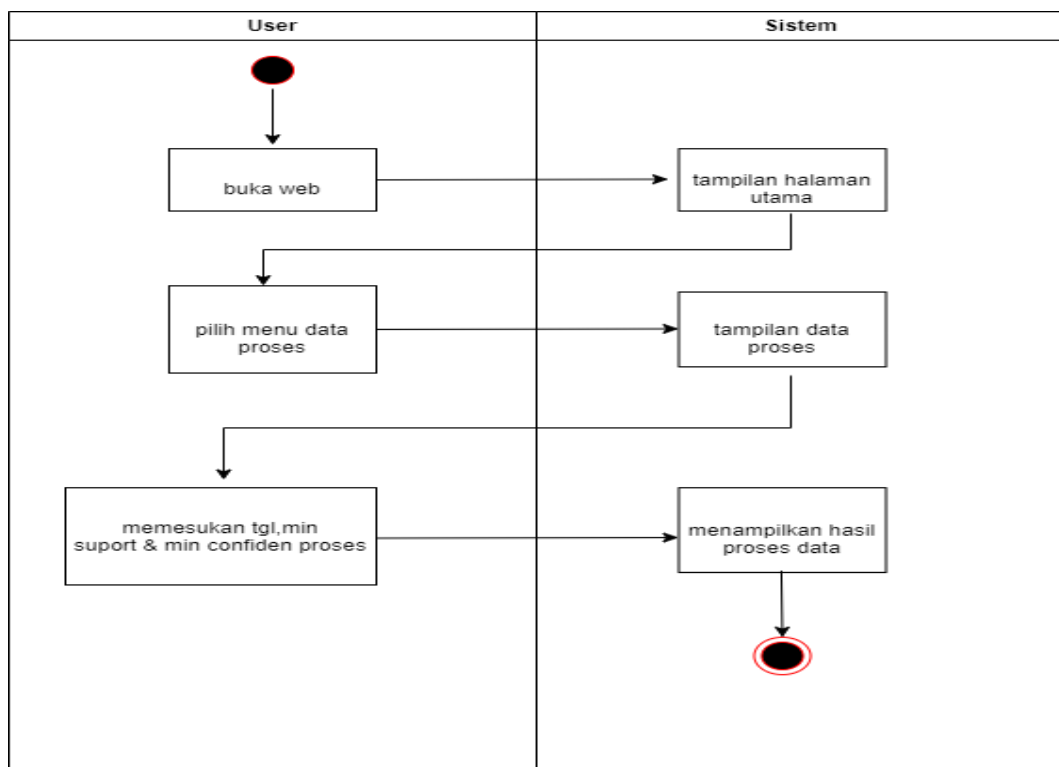 User
Sistem
buka web
tampilan halaman
utama
pilih menu data
proses
tampilan data
proses
memesukan tgl,min
suport & min confiden proses
menampilkan hasil
proses data